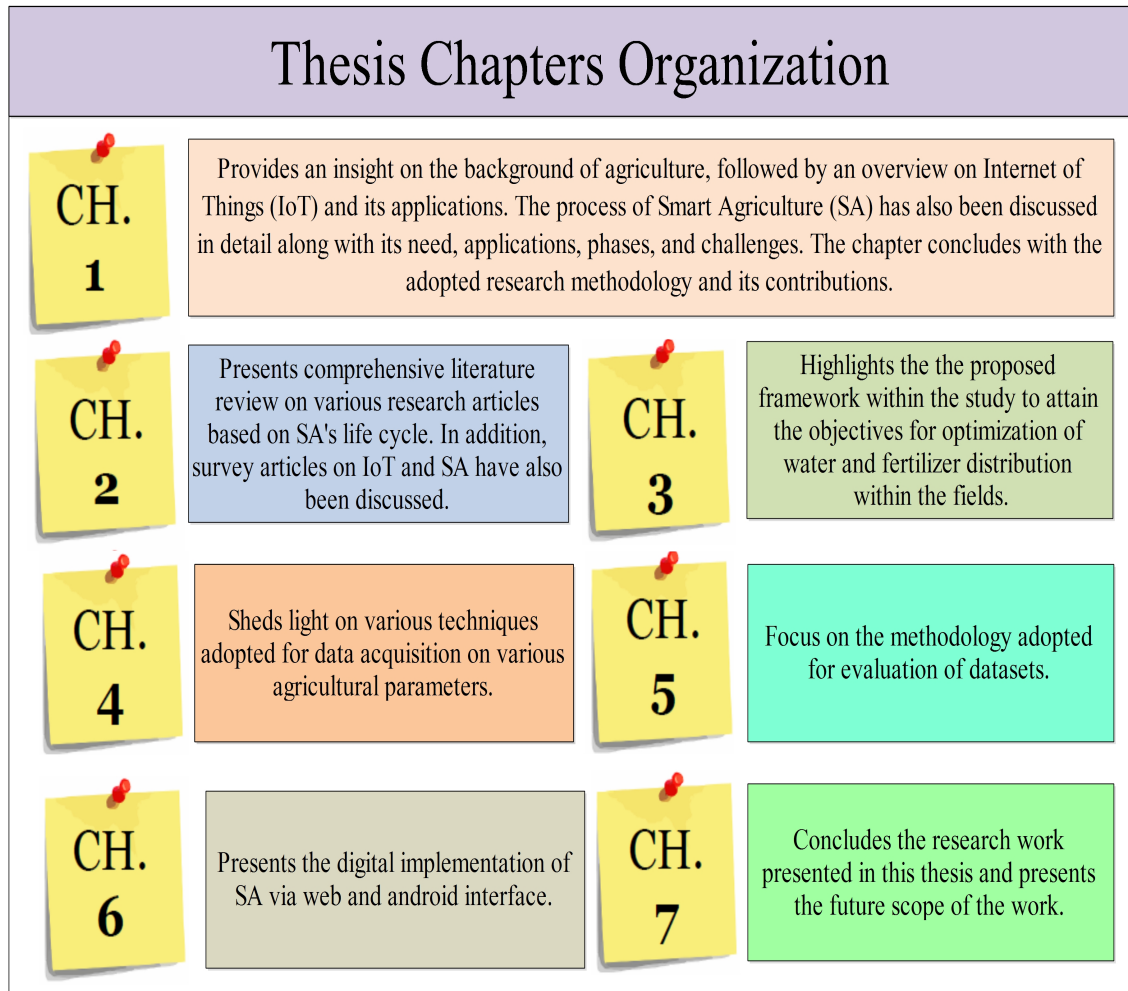 Thesis Chapters Organization
CH.
1
Provides an insight on the background of agriculture, followed by an overview on Internet of
Things (IoT) and its applications. The process of Smart Agriculture (SA) has also been discussed
in detail along with its need, applications, phases, and challenges. The chapter concludes with the
adopted research methodology and its contributions.
CH.
2
Presents comprehensive literature
review on various research articles
based on SA's life cycle. In addition,
survey articles on IoT and SA have also
been discussed.
CH.
3
Highlights the the proposed
framework within the study to attain
the objectives for optimization of
water and fertilizer distribution
within the fields.
CH.
4
Sheds light on various techniques
adopted for data acquisition on various
agricultural parameters.
CH.
5
Focus on the methodology adopted
for evaluation of datasets.
CH.
6
Presents the digital implementation of
SA via web and android interface.
CH.
7
Concludes the research work
presented in this thesis and presents
the future scope of the work.